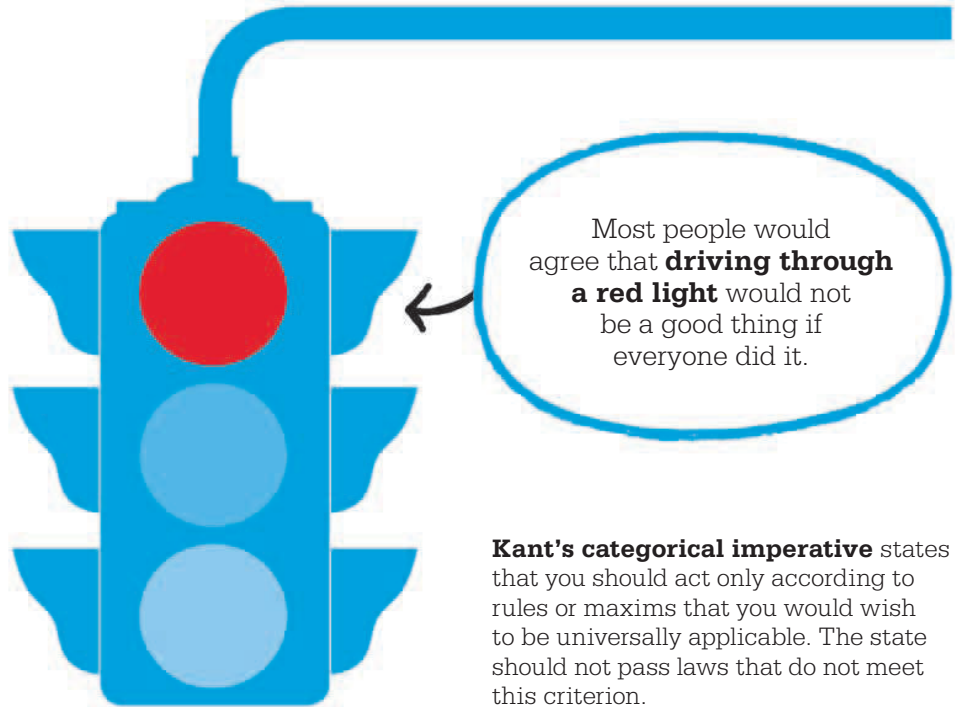 Most people would
agree that driving through
a red light would not
be a good thing if
everyone did it.
Kant's categorical imperative states
that you should act only according to
rules or maxims that you would wish
to be universally applicable. The state
should not pass laws that do not meet
this criterion.